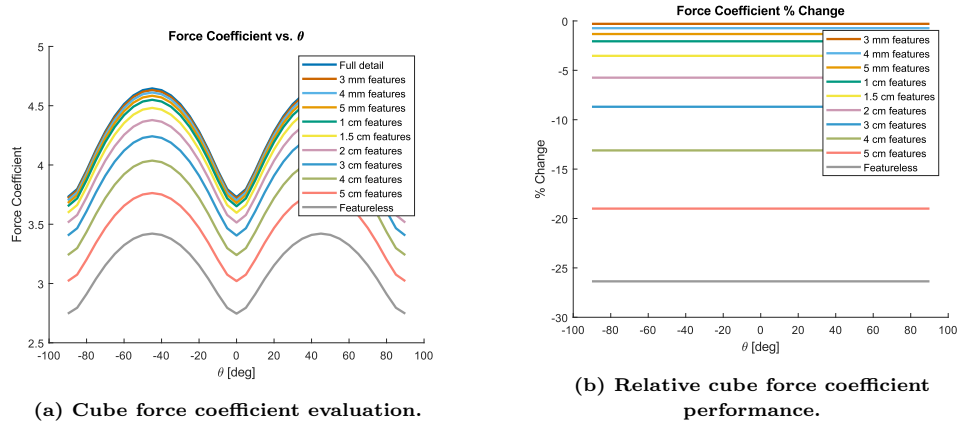 Force Coefficient vs. θ
5
4.5
4
3.5
3
2.5
Force Coefficient
-100 -80 -60 -40 -20 0 20 40 60 80 100
θ [deg]
Full detail
3 mm features
4 mm features
5 mm features
1 cm features
1.5 cm features
2 cm features
3 cm features
4 cm features
5 cm features
Featureless
(a) Cube force coefficient evaluation.
Force Coefficient % Change
0
-5
-10
-15
-20
-25
-30
% Change
-100 -80 -60 -40 -20 0 20 40 60 80 100
θ [deg]
3 mm features
4 mm features
5 mm features
1 cm features
1.5 cm features
2 cm features
3 cm features
4 cm features
5 cm features
Featureless
(b) Relative cube force coefficient
performance.